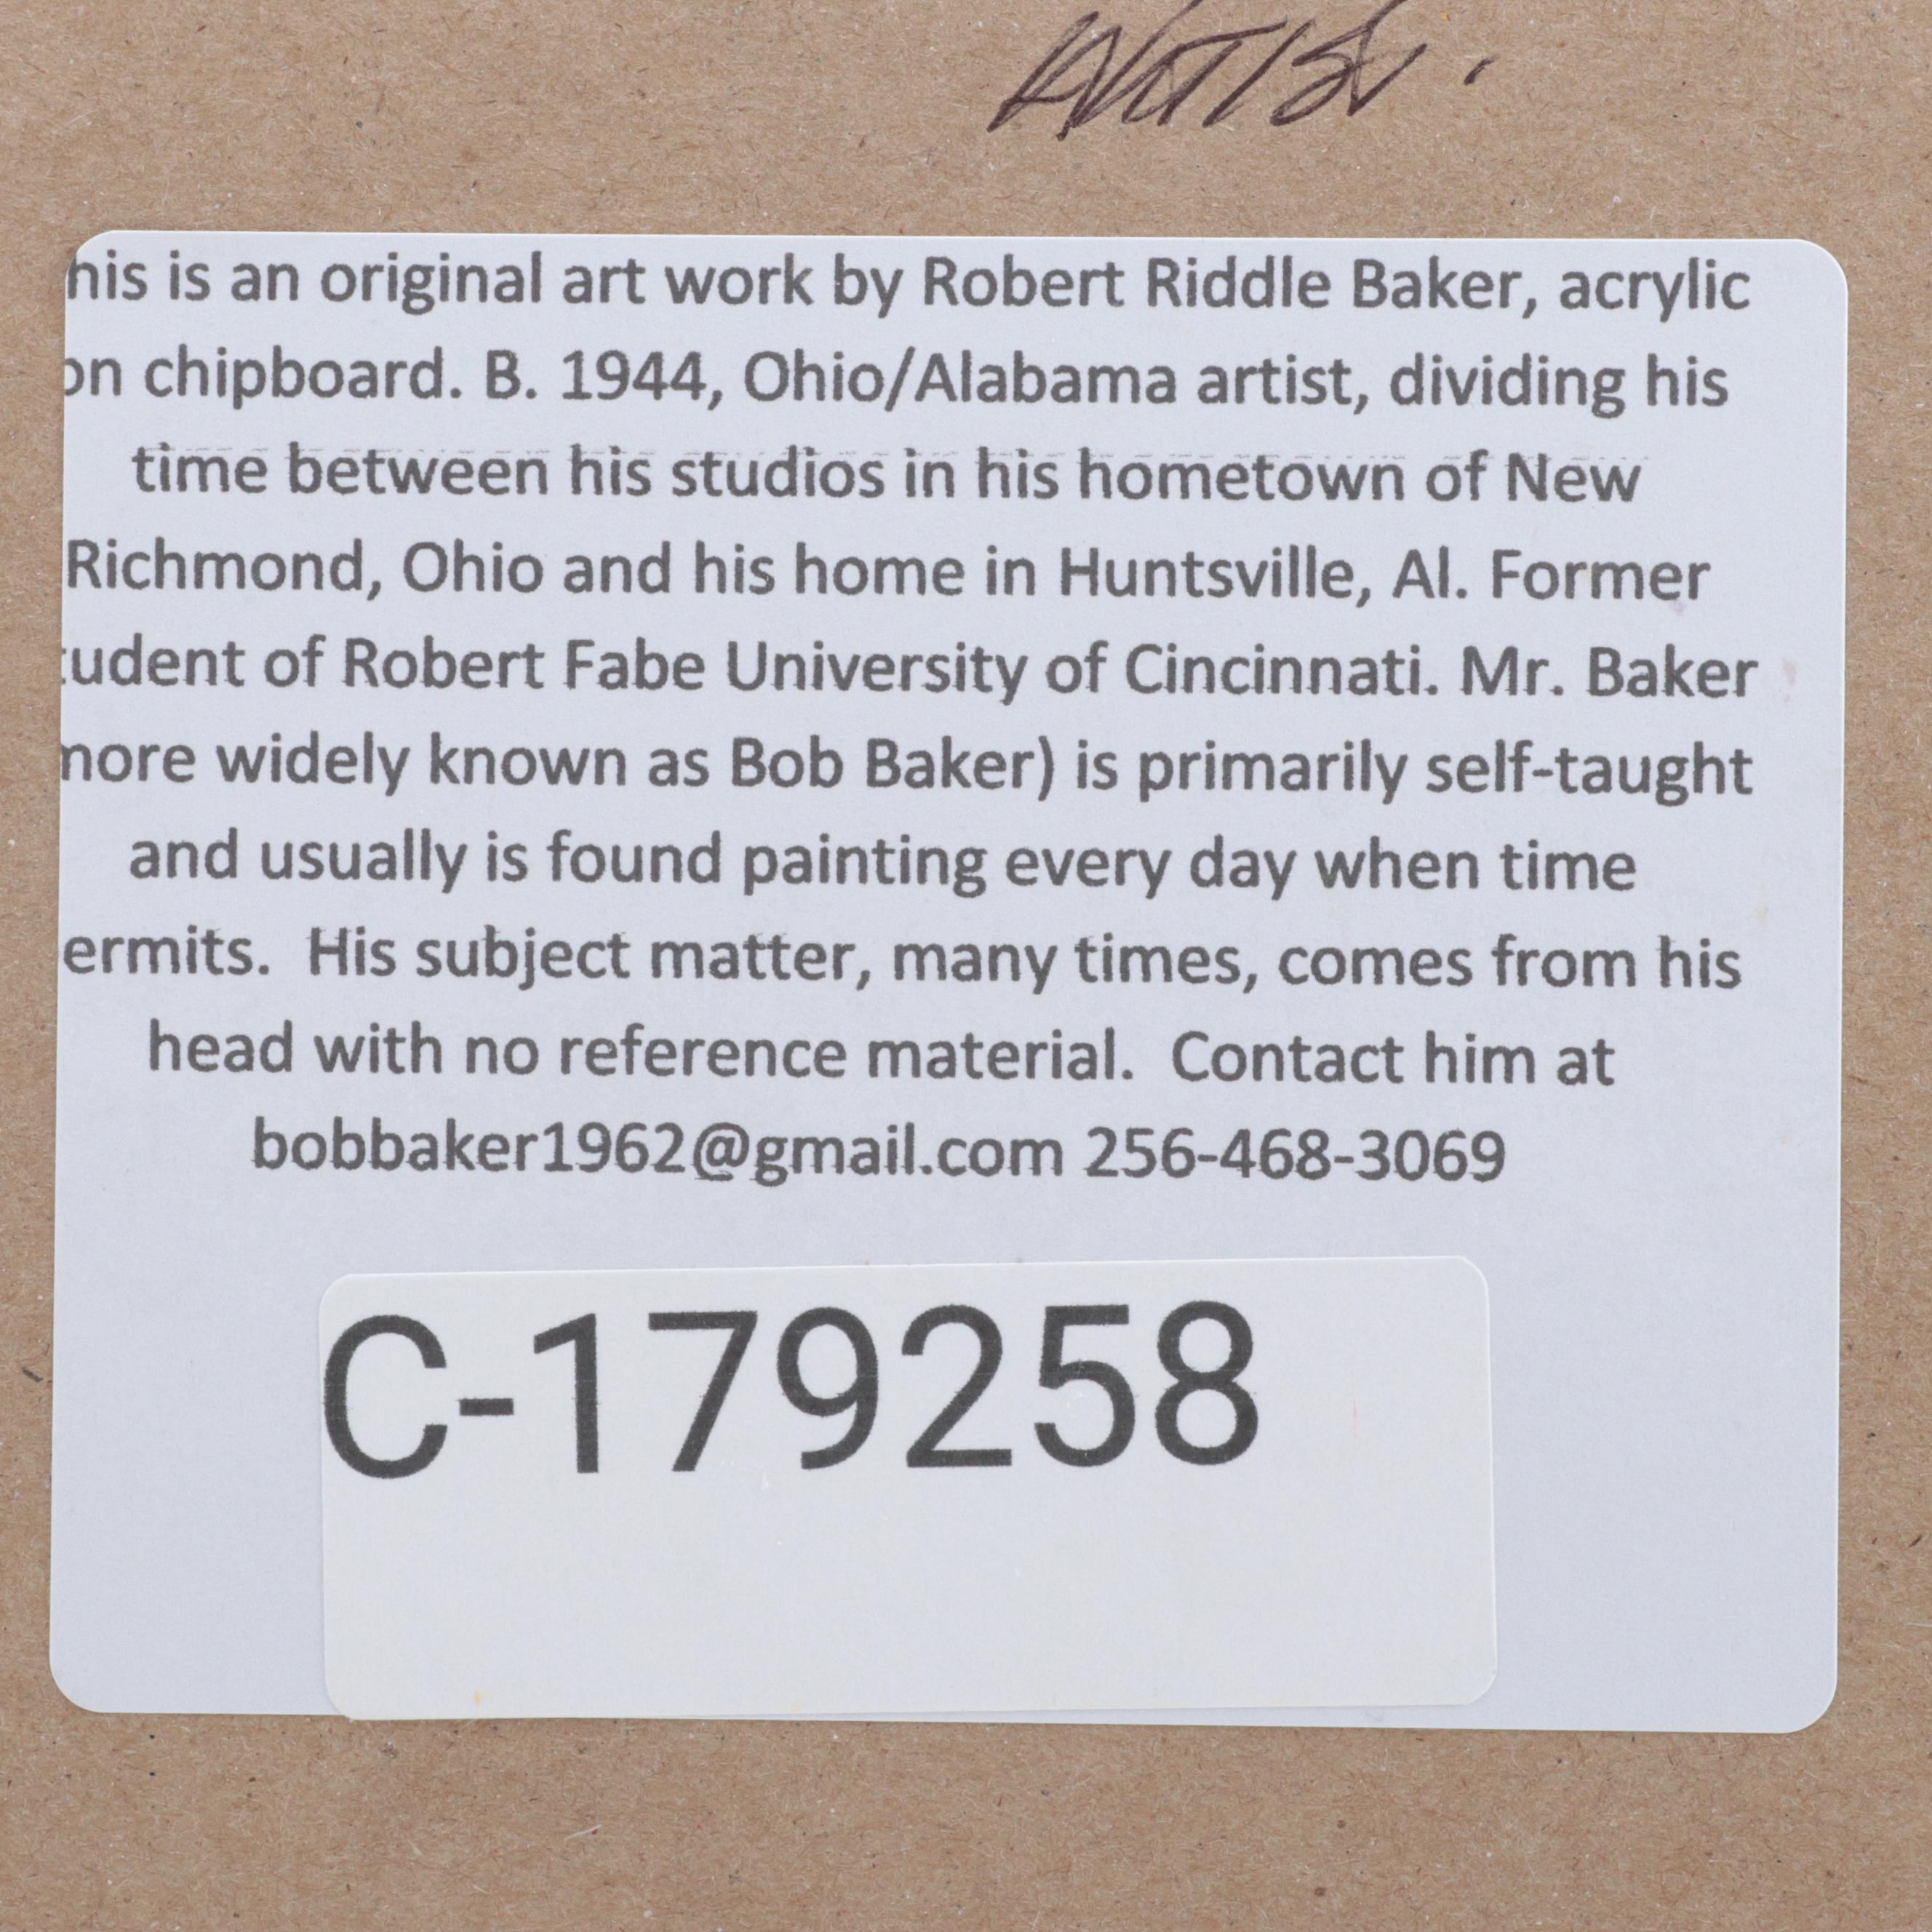 his is an original art work by Robert Riddle Baker, acrylic
on chipboard. B. 1944, Ohio/Alabama artist, dividing his
time between his studios in his hometown of New
Richmond, Ohio and his home in Huntsville, Al. Former
tudent of Robert Fabe University of Cincinnati. Mr. Baker
more widely known as Bob Baker) is primarily self-taught
and usually is found painting every day when time
ermits. His subject matter, many times, comes from his
head with no reference material. Contact him at
bobbaker1962@gmail.com 256-468-3069
C-179258